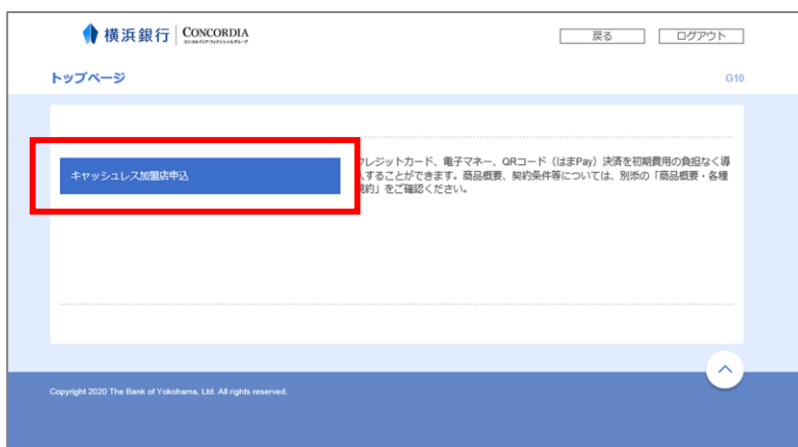 横浜銀行 CONCORDIA
コンコルディア・フィナンシャルグループ
戻る
ログアウト
トップページ
G10
キャッシュレス加盟店申込
レジットカード、電子マネー、QRコード（はまPay）決済を初期費用の負担なく導
することができます。商品概要、契約条件等については、別添の「商品概要・各種
規約」をご確認ください。
Copyright 2020 The Bank of Yokohama, Ltd. All rights reserved.